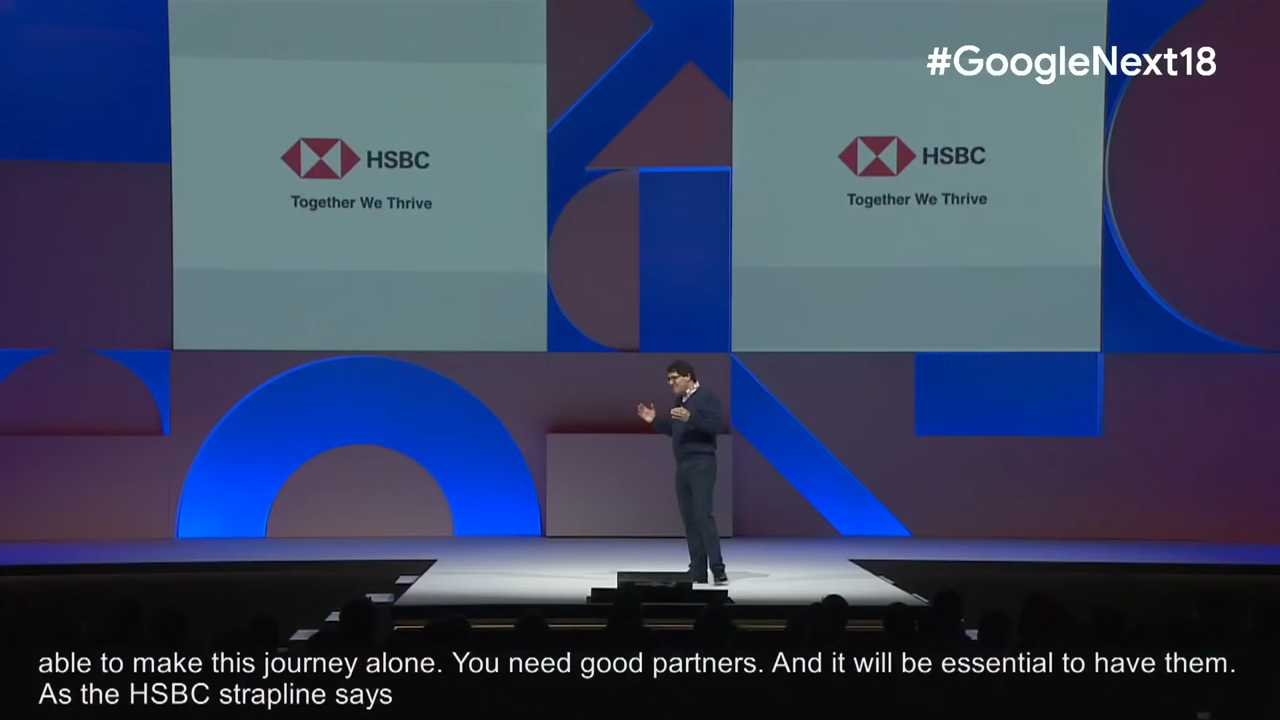 #GoogleNext18
HSBC
Together We Thrive
HSBC
Together We Thrive
able to make this journey alone. You need good partners. And it will be essential to have them.
As the HSBC strapline says